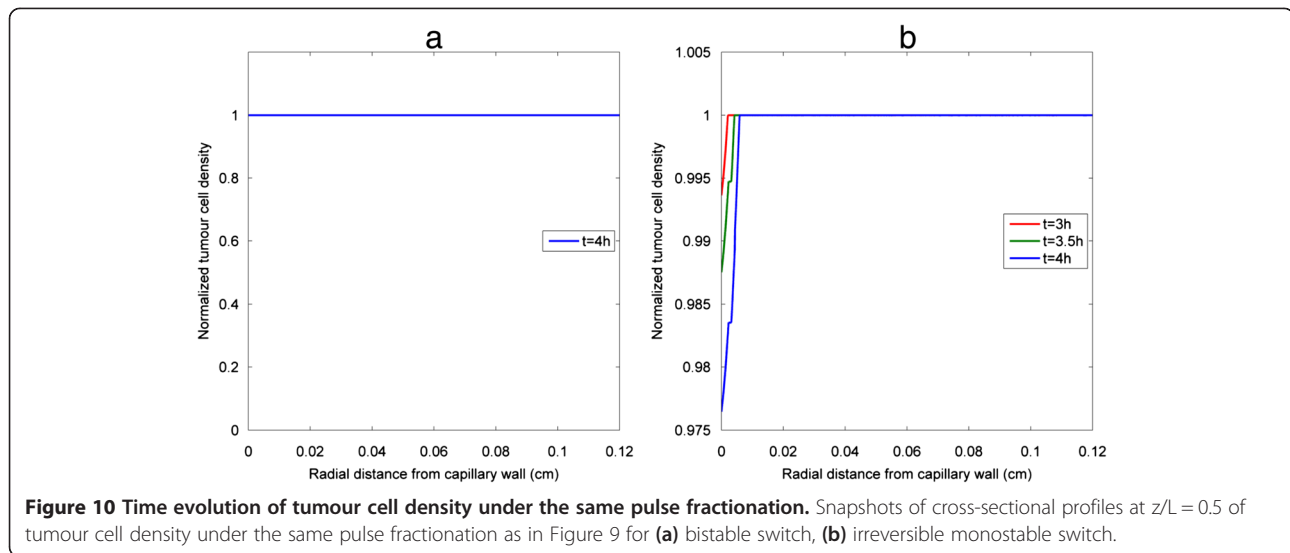 a
Normalized tumour cell density
1
0.8
0.6
0.4
0.2
0
0
0.02
0.04
0.06
0.08
0.1
0.12
t=4h
Radial distance from capillary wall (cm)
b
Normalized tumour cell density
1.005
1
0.995
0.99
0.985
0.98
0.975
0
0.02
0.04
0.06
0.08
0.1
0.12
t=3h
t=3.5h
t=4h
Radial distance from capillary wall (cm)
Figure 10 Time evolution of tumour cell density under the same pulse fractionation. Snapshots of cross-sectional profiles at z/L = 0.5 of
tumour cell density under the same pulse fractionation as in Figure 9 for (a) bistable switch, (b) irreversible monostable switch.